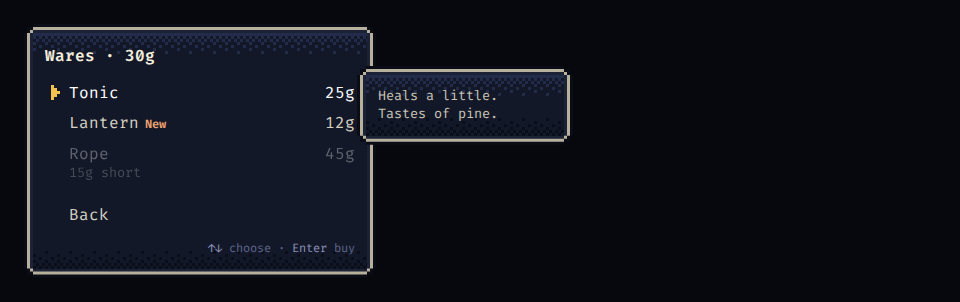 Wares · 30g
Tonic 25g
Heals a little.
Tastes of pine.
Lantern New 12g
Rope 45g
15g short
Back
↑↓ choose · Enter buy